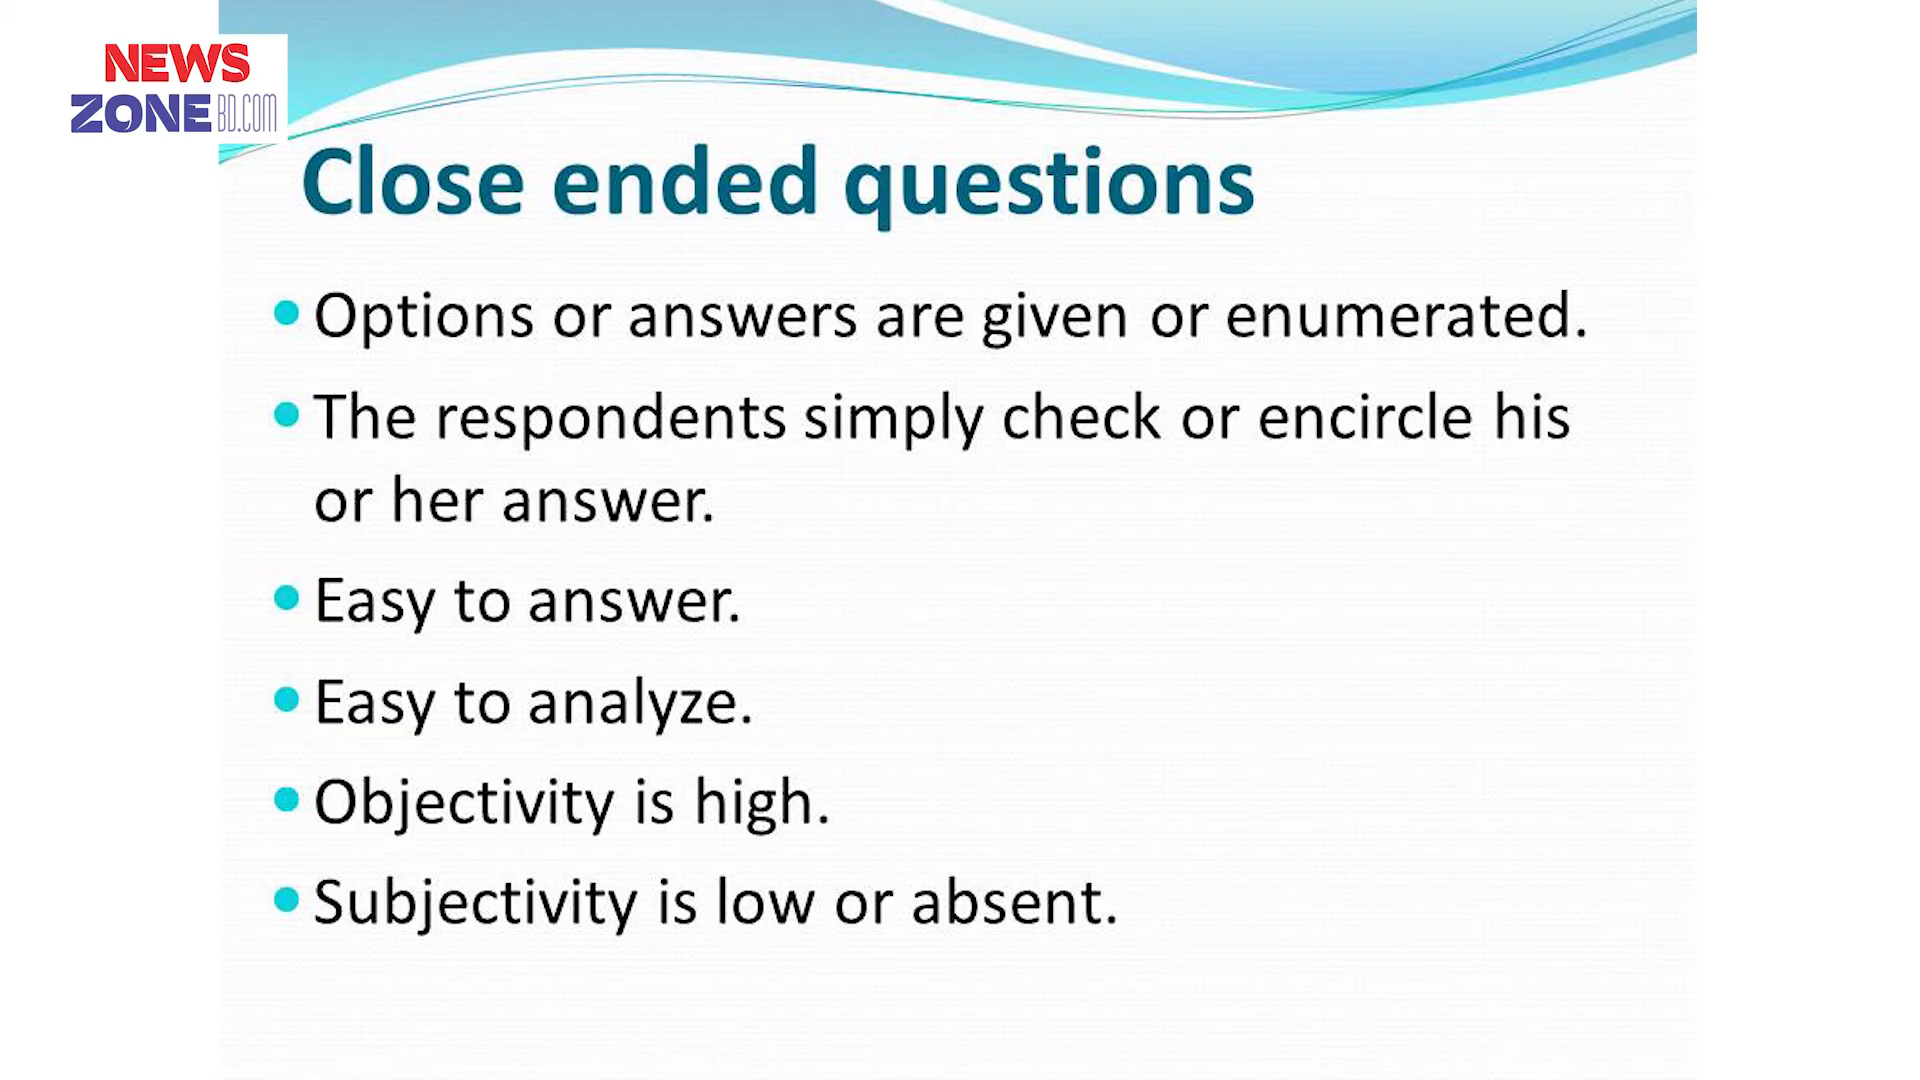 NEWS
ZONE BD.COM
Close ended questions
• Options or answers are given or enumerated.
• The respondents simply check or encircle his
or her answer.
• Easy to answer.
• Easy to analyze.
• Objectivity is high.
• Subjectivity is low or absent.